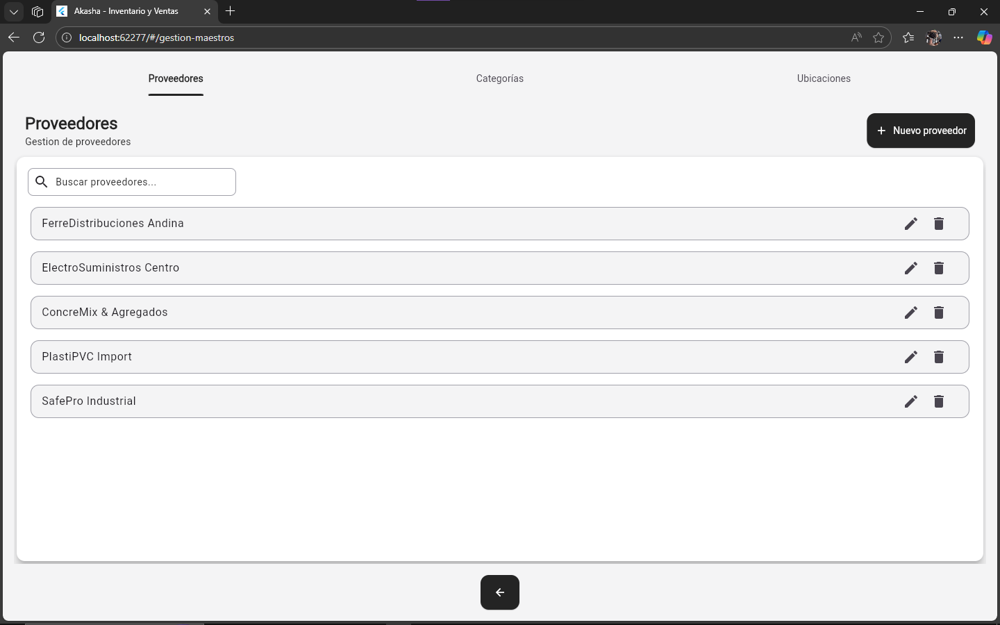 Akasha - Inventario y Ventas
localhost:62277/#/gestion-maestros
Proveedores
Categorías
Ubicaciones
Proveedores
Gestion de proveedores
Nuevo proveedor
Buscar proveedores...
FerreDistribuciones Andina
ElectroSuministros Centro
ConcreMix & Agregados
PlastiPVC Import
SafePro Industrial